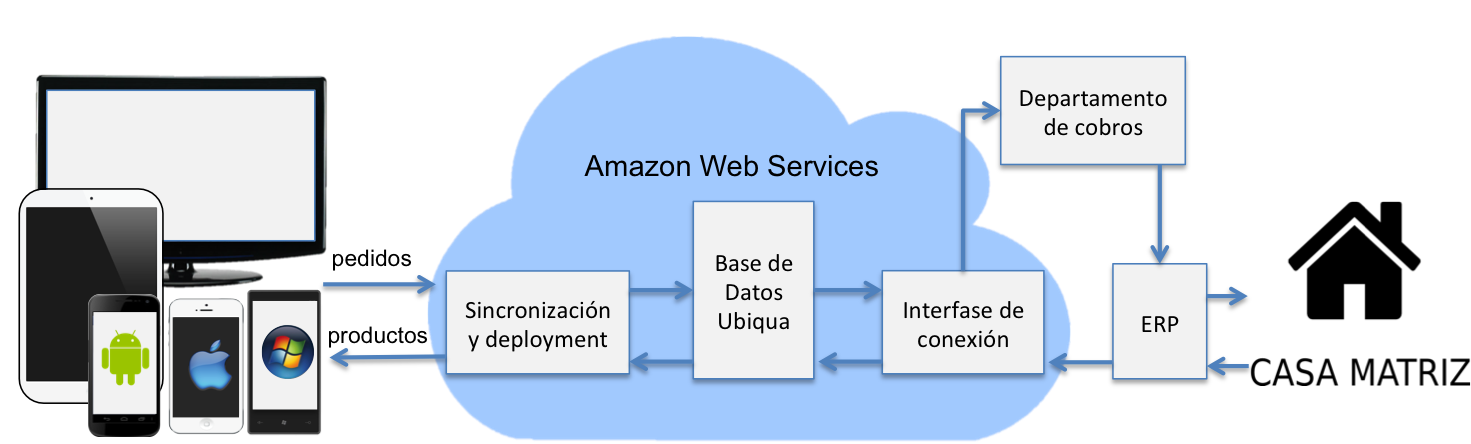 Departamento
de cobros
Amazon Web Services
pedidos
productos
Sincronización
y deployment
Base de
Datos
Ubiqua
Interfase de
conexión
ERP
CASA MATRIZ